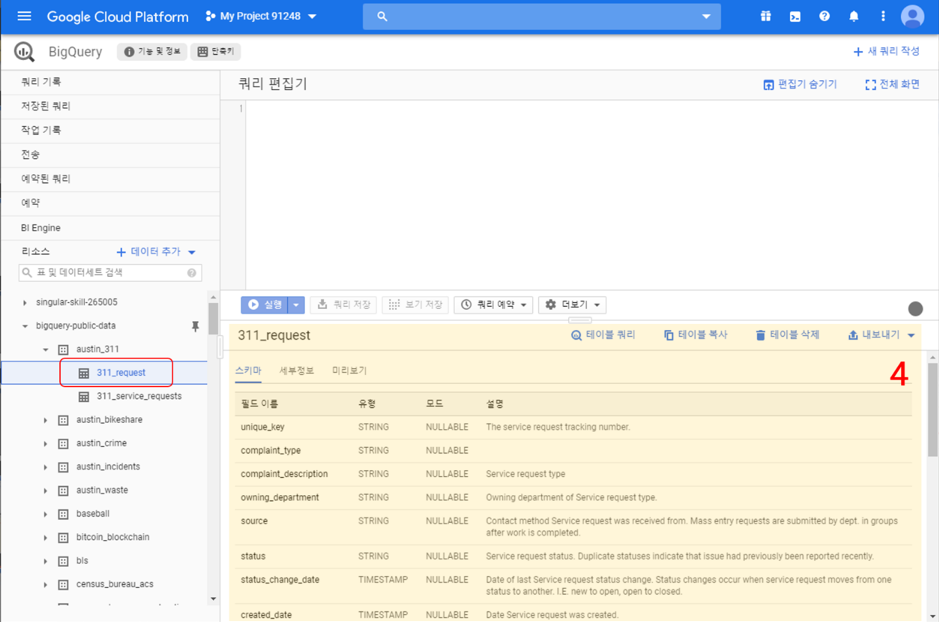 Google Cloud Platform My Project 91248
BigQuery 기능 및 정보 단축키 + 새 쿼리 작성
쿼리 기록
저장된 쿼리
작업 기록
전송
예약된 쿼리
예약
BI Engine
리소스 + 데이터 추가
표 및 데이터세트 검색
singular-skill-265005
bigquery-public-data
austin_311
311_request
311_service_requests
austin_bikeshare
austin_crime
austin_incidents
austin_waste
baseball
bitcoin_blockchain
bls
census_bureau_acs
쿼리 편집기 편집기 숨기기 전체 화면
1
실행 쿼리 저장 보기 저장 쿼리 예약 더보기
311_request 테이블 쿼리 테이블 복사 테이블 삭제 내보내기
4
스키마 세부정보 미리보기
필드 이름 유형 모드 설명
unique_key STRING NULLABLE The service request tracking number.
complaint_type STRING NULLABLE
complaint_description STRING NULLABLE Service request type
owning_department STRING NULLABLE Owning department of Service request type.
source STRING NULLABLE Contact method Service request was received from. Mass entry requests are submitted by dept. in groups
after work is completed.
status STRING NULLABLE Service request status. Duplicate statuses indicate that issue had previously been reported recently.
status_change_date TIMESTAMP NULLABLE Date of last Service request status change. Status changes occur when service request moves from one
status to another. I.E. new to open, open to closed.
created_date TIMESTAMP NULLABLE Date Service request was created.